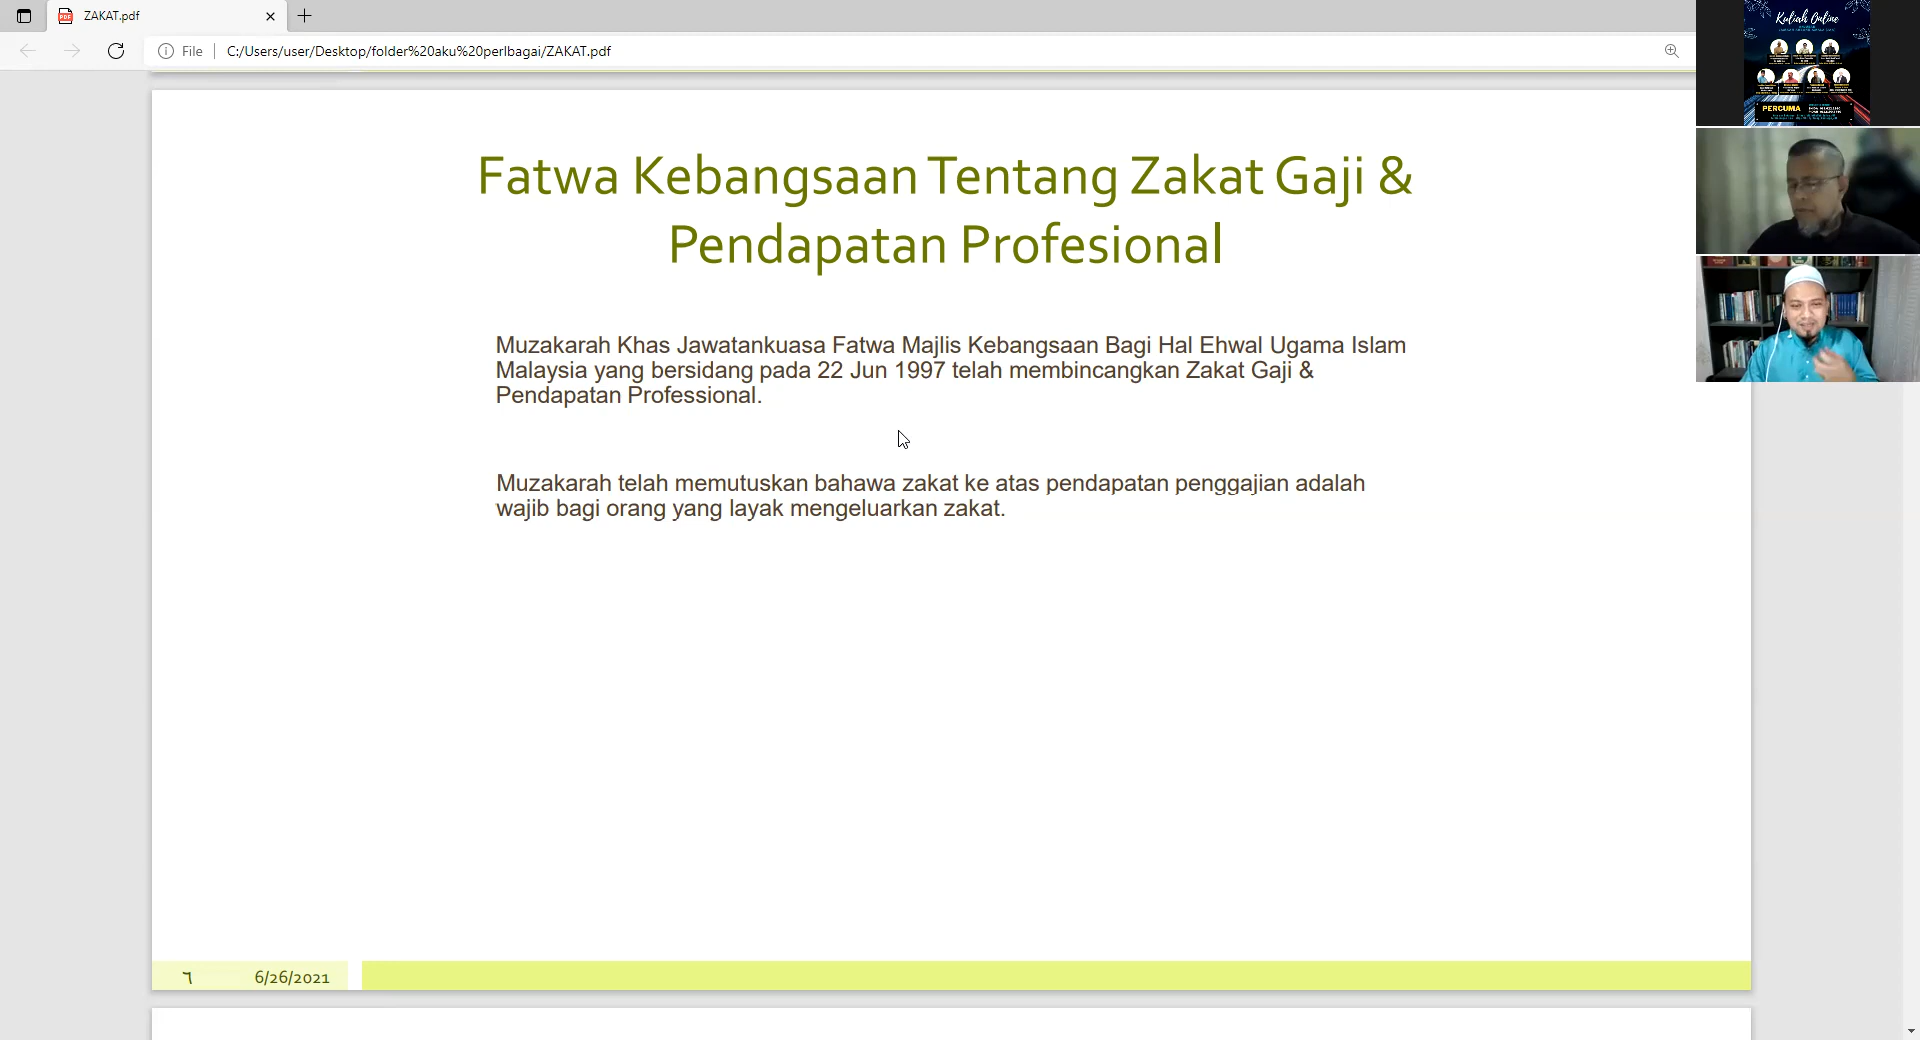 ZAKAT.pdf
File
C:/Users/user/Desktop/folder%20aku%20perlbagai/ZAKAT.pdf
Kuliah Online
PERCUMA
Fatwa Kebangsaan Tentang Zakat Gaji &
Pendapatan Profesional
Muzakarah Khas Jawatankuasa Fatwa Majlis Kebangsaan Bagi Hal Ehwal Ugama Islam
Malaysia yang bersidang pada 22 Jun 1997 telah membincangkan Zakat Gaji &
Pendapatan Professional.
Muzakarah telah memutuskan bahawa zakat ke atas pendapatan penggajian adalah
wajib bagi orang yang layak mengeluarkan zakat.
٦
6/26/2021